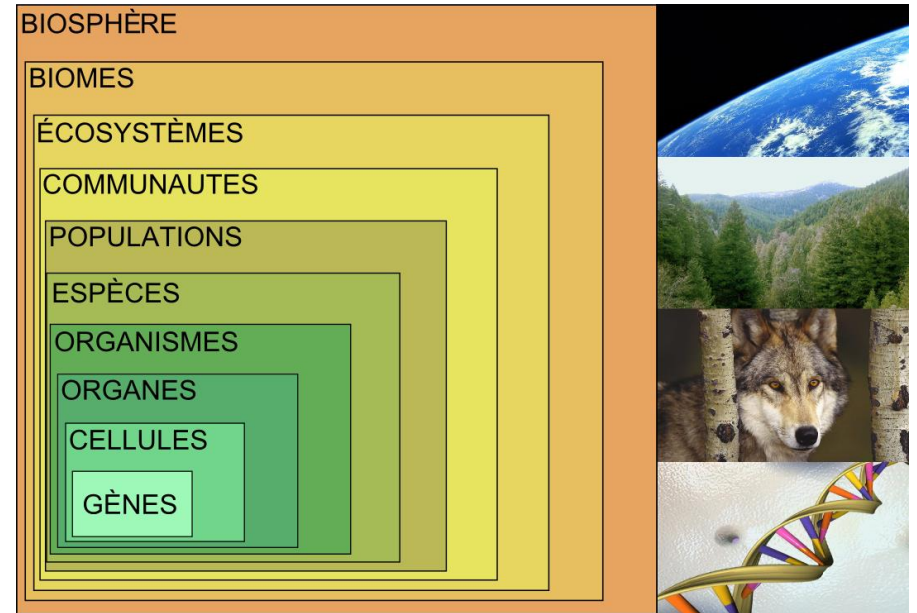 BIOSPHÈRE
BIOMES
ÉCOSYSTÈMES
COMMUNAUTES
POPULATIONS
ESPÈCES
ORGANISMES
ORGANES
CELLULES
GÈNES